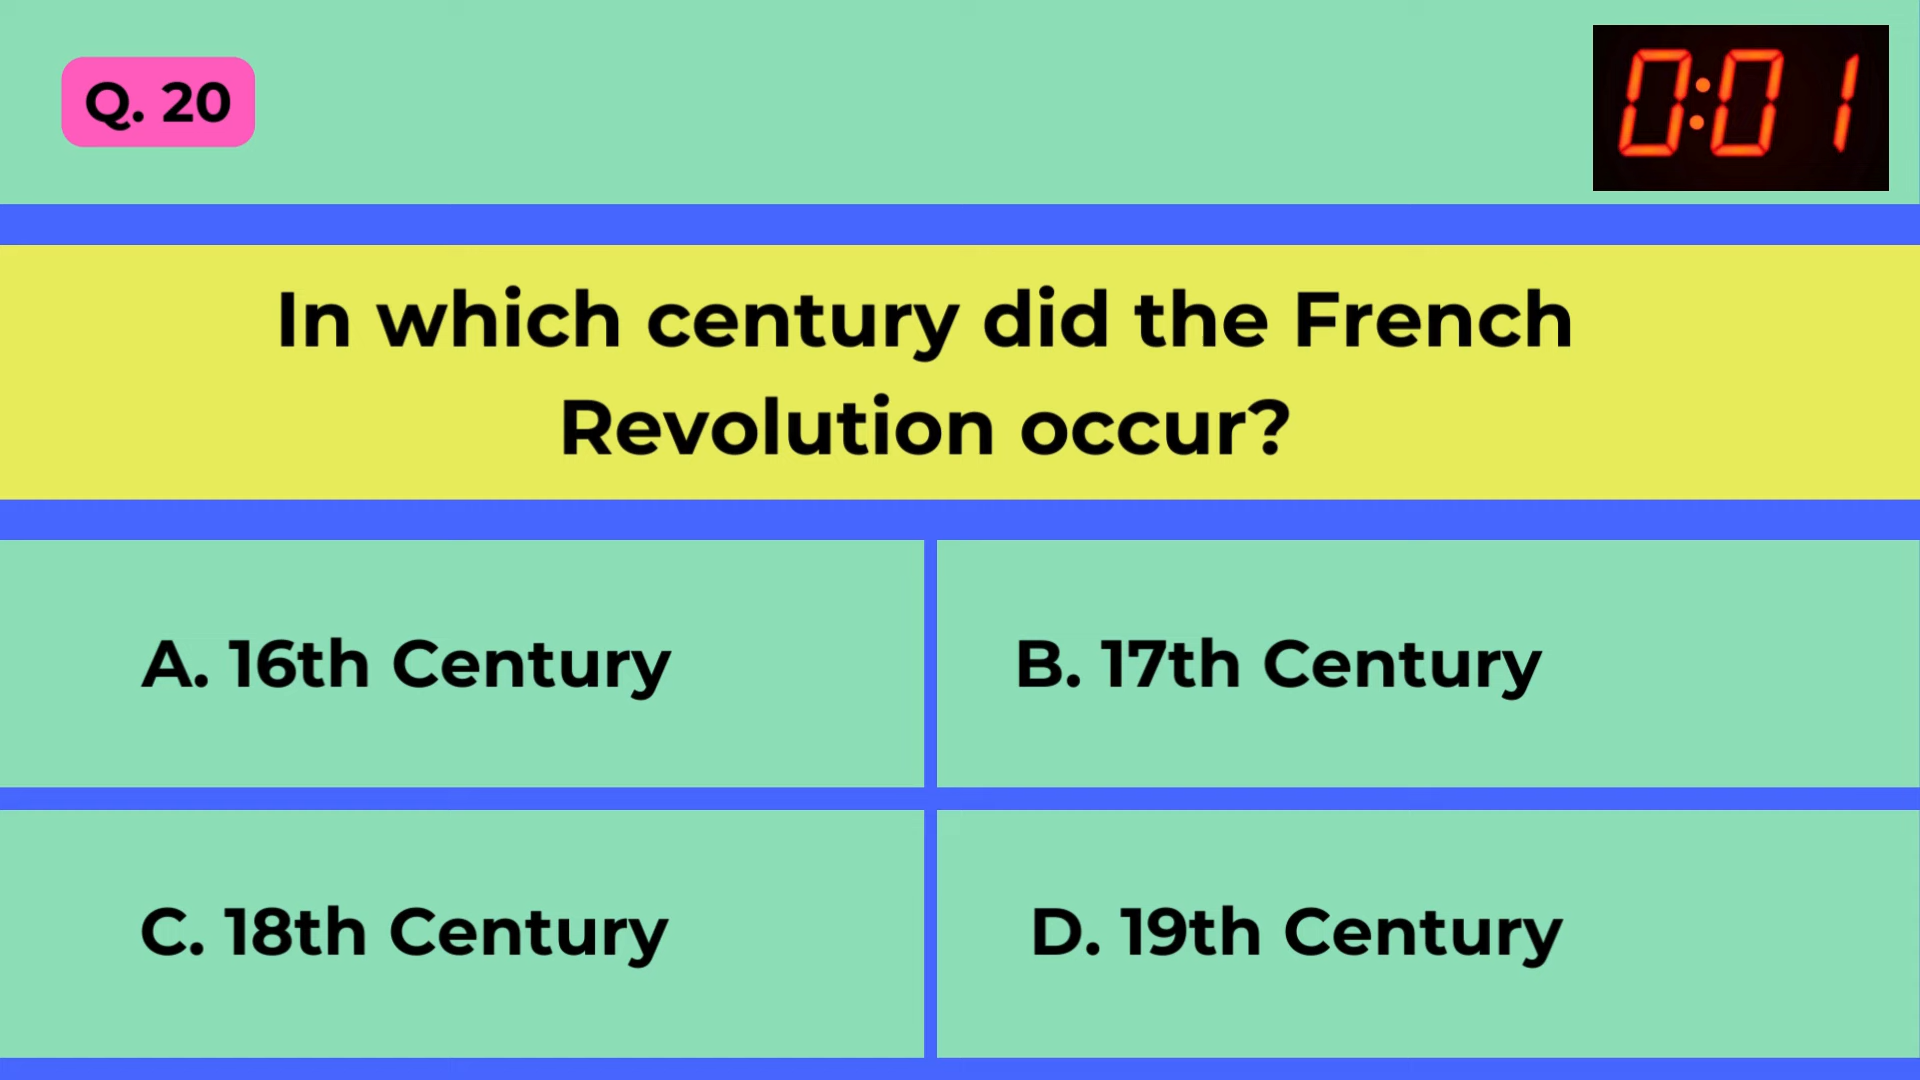 Q. 20
0:01
In which century did the French
Revolution occur?
A. 16th Century
B. 17th Century
C. 18th Century
D. 19th Century